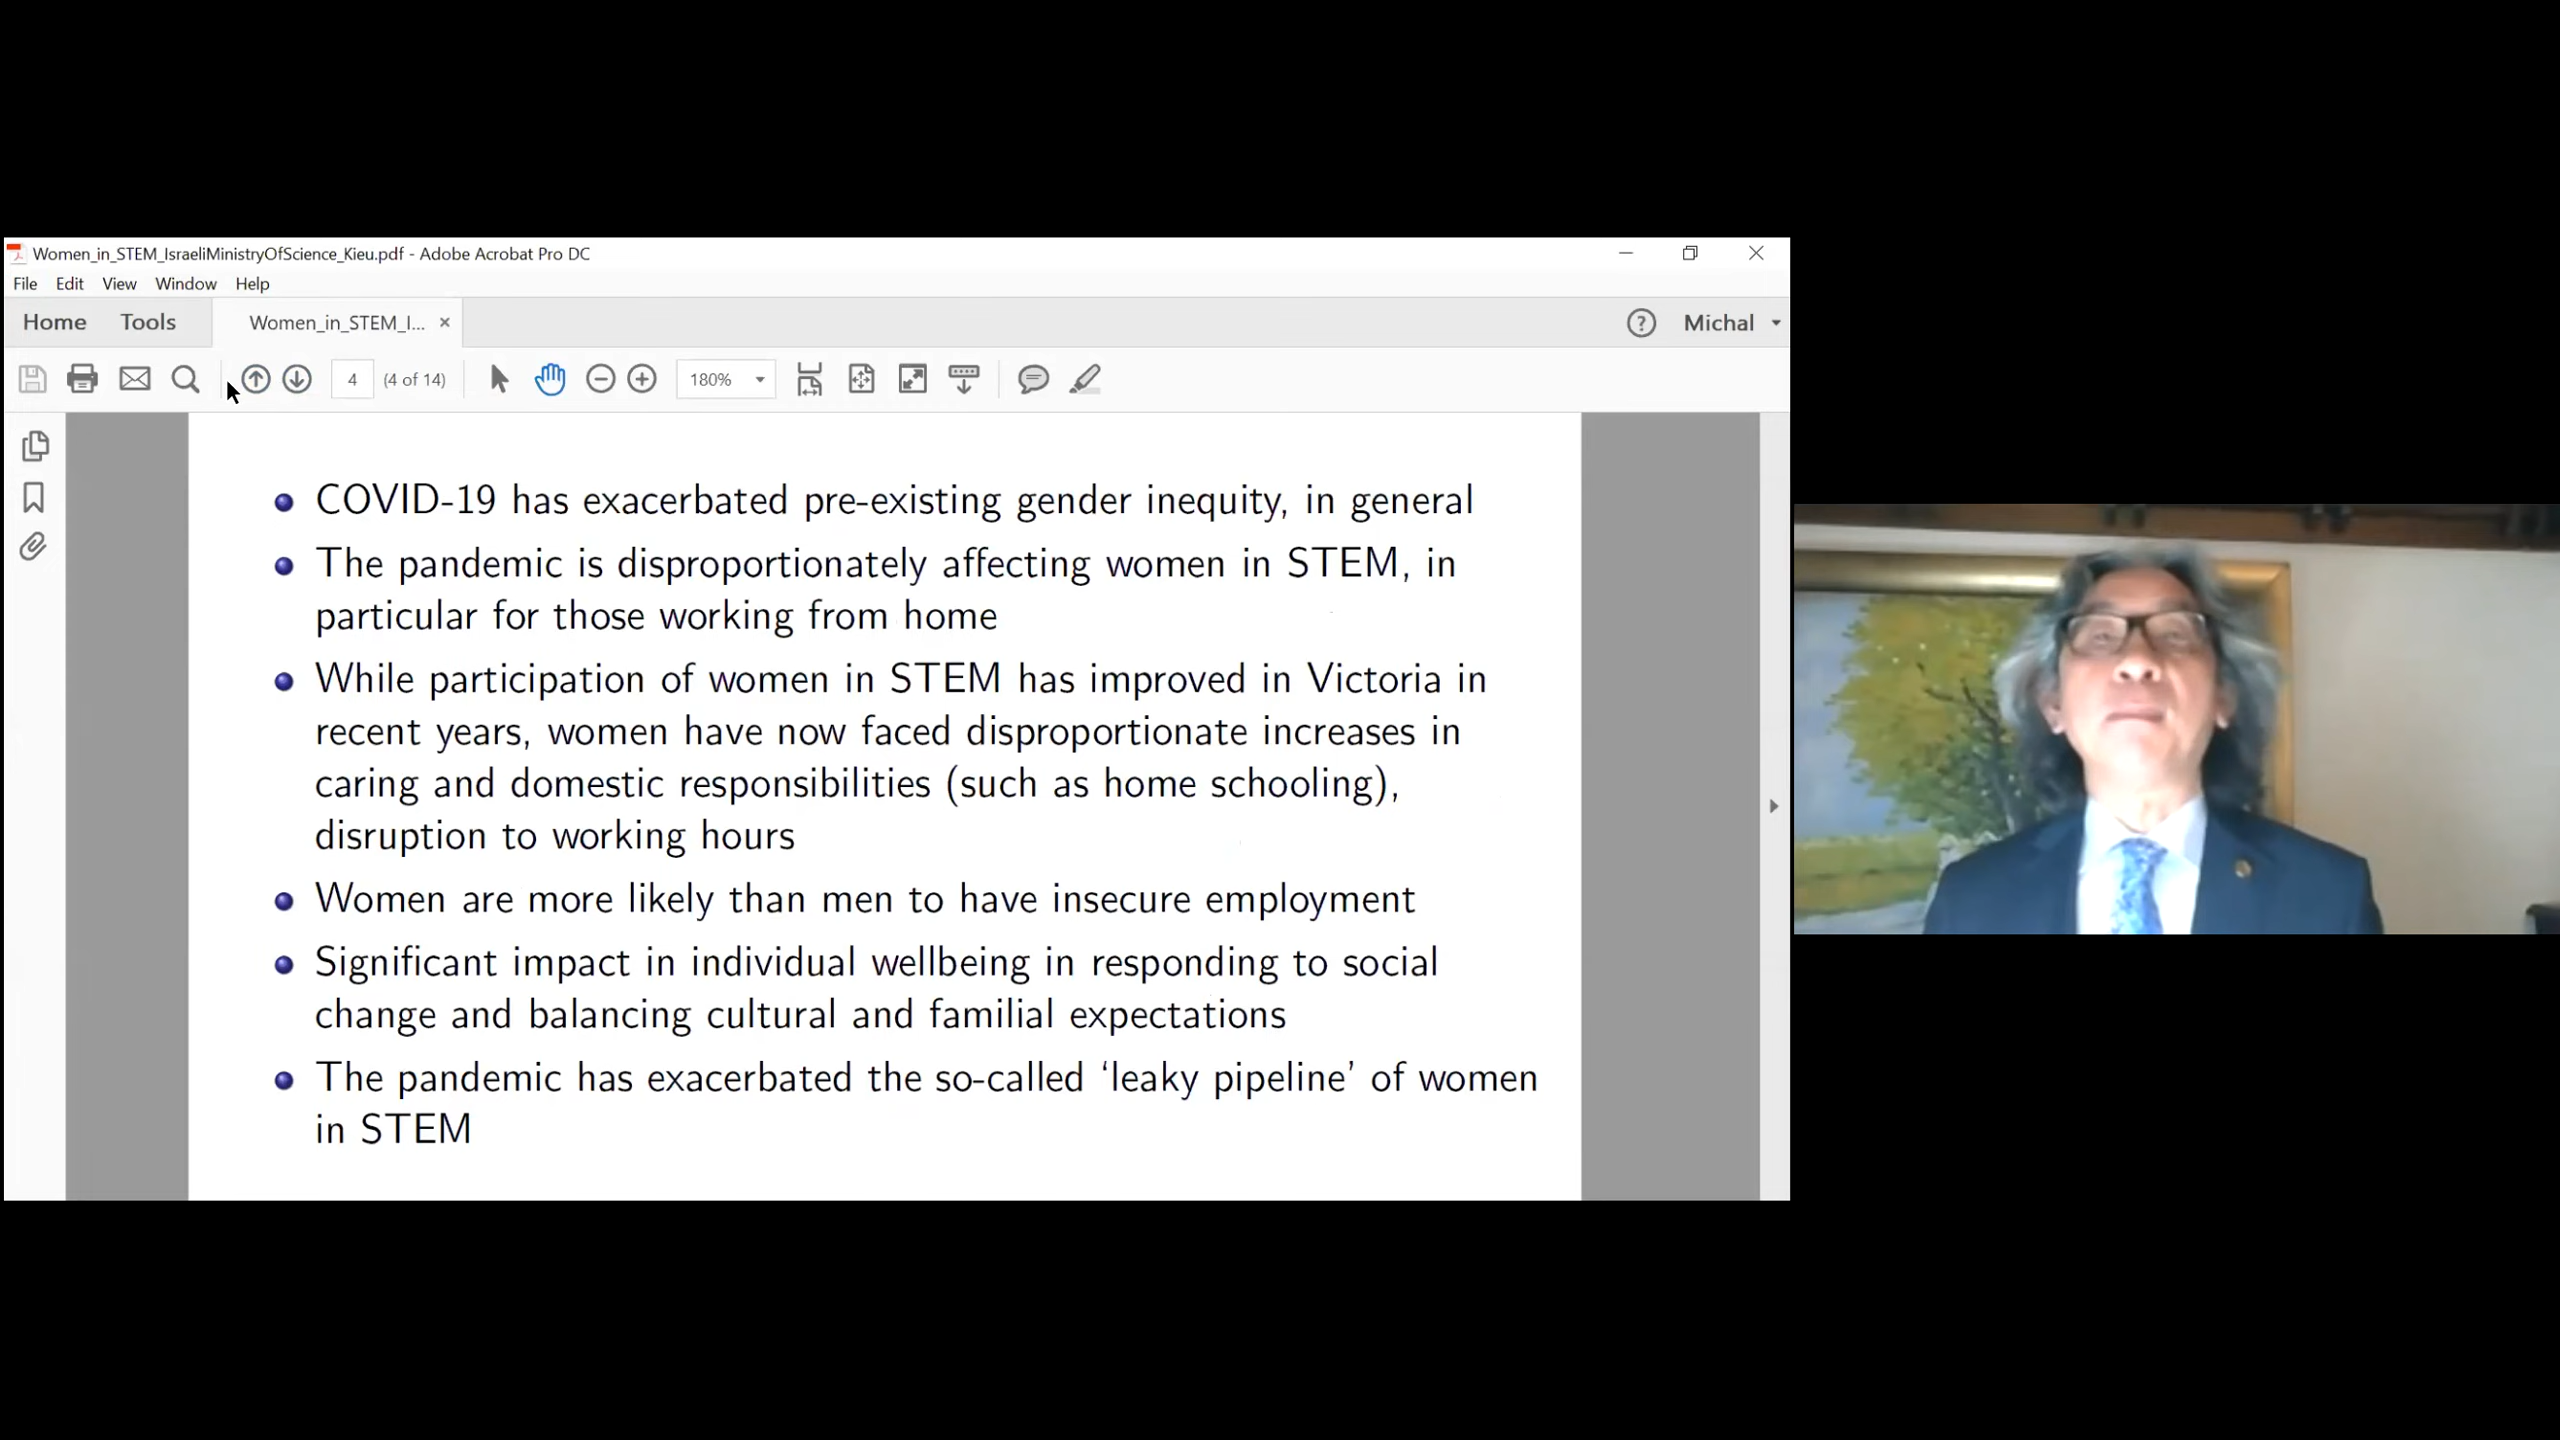 Women_in_STEM_IsraeliMinistryOfScience_Kieu.pdf - Adobe Acrobat Pro DC
File Edit View Window Help
Home Tools Women_in_STEM_I... Michal
4 (4 of 14) 180%
COVID-19 has exacerbated pre-existing gender inequity, in general
The pandemic is disproportionately affecting women in STEM, in
particular for those working from home
While participation of women in STEM has improved in Victoria in
recent years, women have now faced disproportionate increases in
caring and domestic responsibilities (such as home schooling),
disruption to working hours
Women are more likely than men to have insecure employment
Significant impact in individual wellbeing in responding to social
change and balancing cultural and familial expectations
The pandemic has exacerbated the so-called ‘leaky pipeline’ of women
in STEM